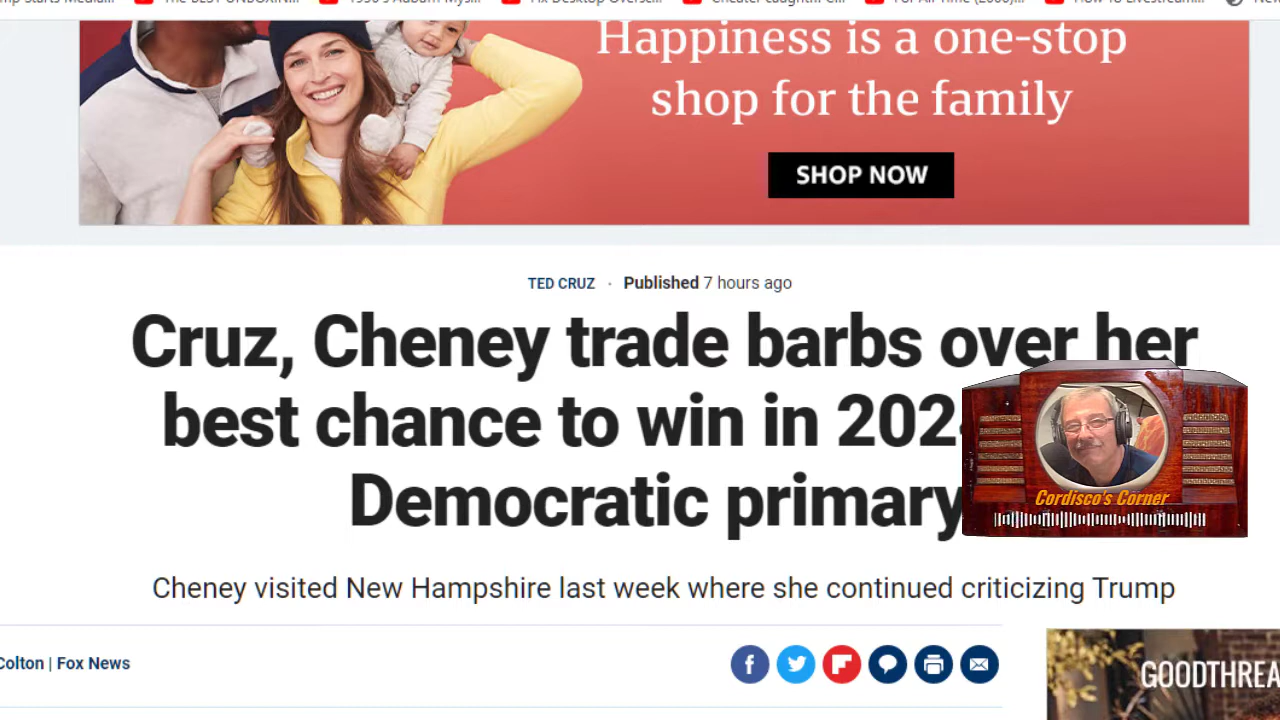 Happiness is a one-stop
shop for the family
SHOP NOW
TED CRUZ · Published 7 hours ago
Cruz, Cheney trade barbs over her
best chance to win in 202
Democratic primary
Cordisco's Corner
Cheney visited New Hampshire last week where she continued criticizing Trump
Colton | Fox News
GOODTHREA